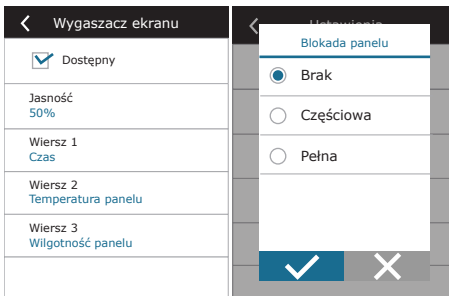 Wygaszacz ekranu
Dostępny
Jasność
50%
Wiersz 1
Czas
Wiersz 2
Temperatura panelu
Wiersz 3
Wilgotność panelu
Ustawienia
Blokada panelu
Brak
Częściowa
Pełna